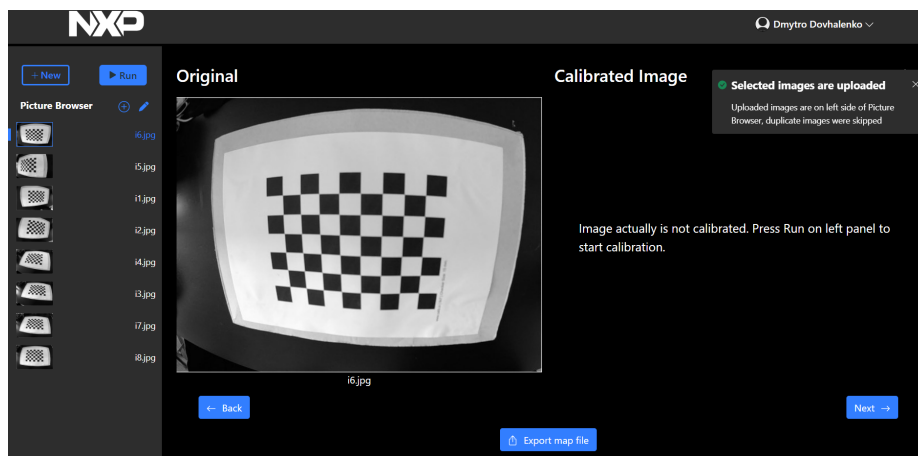 NXP
Dmytro Dovhalenko
+ New
Run
Original
Calibrated Image
Selected images are uploaded
Uploaded images are on left side of Picture
Browser, duplicate images were skipped
Picture Browser
i6.jpg
i5.jpg
i1.jpg
i2.jpg
i4.jpg
i3.jpg
i7.jpg
i8.jpg
Image actually is not calibrated. Press Run on left panel to
start calibration.
i6.jpg
← Back
Next →
Export map file